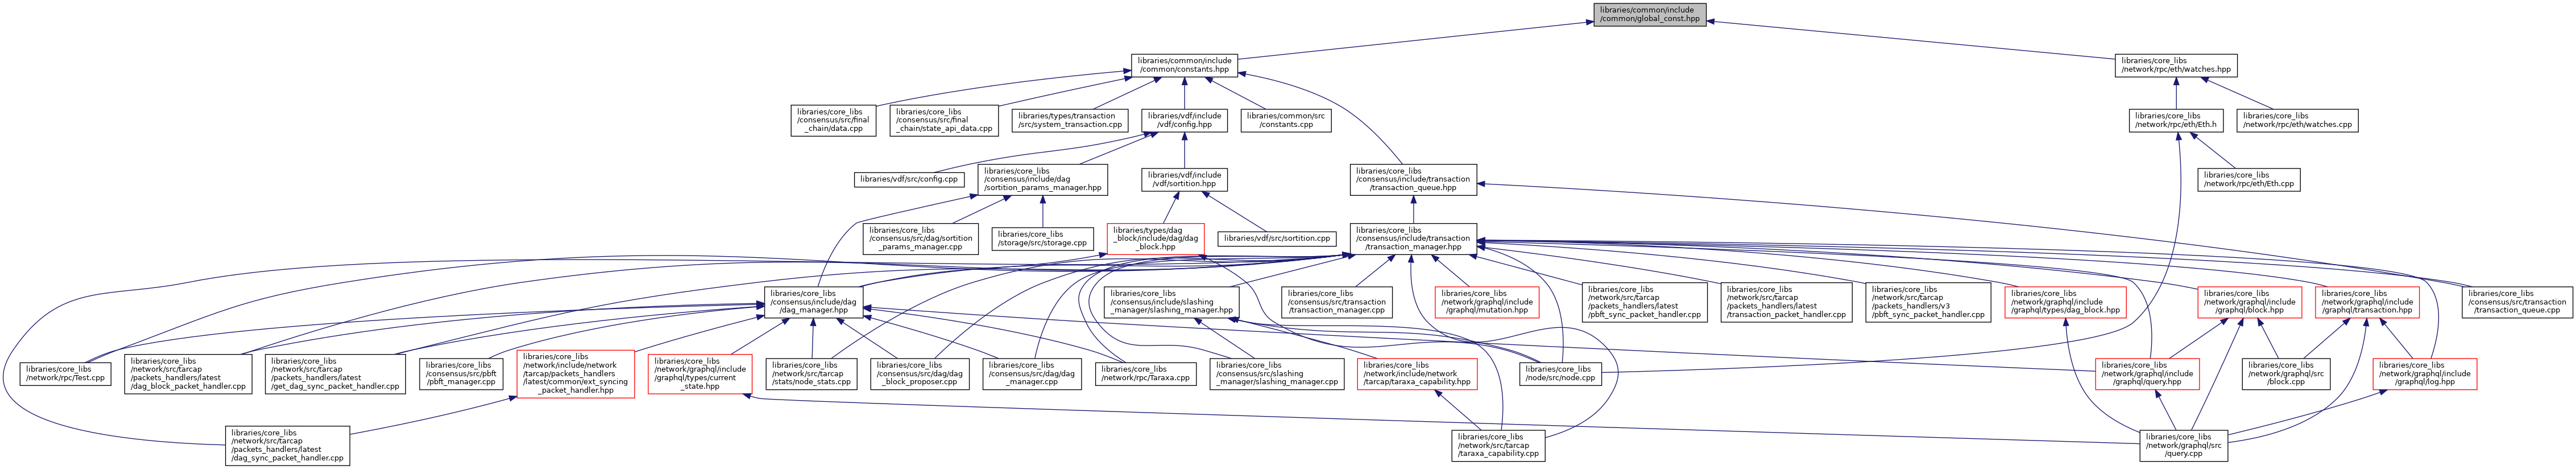 libraries/common/include
/common/global_const.hpp
libraries/common/include
/common/constants.hpp
libraries/core_libs
/network/rpc/eth/watches.hpp
libraries/core_libs
/consensus/src/final
_chain/data.cpp
libraries/core_libs
/consensus/src/final
_chain/state_api_data.cpp
libraries/types/transaction
/src/system_transaction.cpp
libraries/vdf/include
/vdf/config.hpp
libraries/common/src
/constants.cpp
libraries/core_libs
/network/rpc/eth/Eth.h
libraries/core_libs
/network/rpc/eth/watches.cpp
libraries/vdf/src/config.cpp
libraries/core_libs
/consensus/include/dag
/sortition_params_manager.hpp
libraries/vdf/include
/vdf/sortition.hpp
libraries/core_libs
/consensus/include/transaction
/transaction_queue.hpp
libraries/core_libs
/network/rpc/eth/Eth.cpp
libraries/core_libs
/consensus/src/dag/sortition
_params_manager.cpp
libraries/core_libs
/storage/src/storage.cpp
libraries/types/dag
_block/include/dag/dag
_block.hpp
libraries/vdf/src/sortition.cpp
libraries/core_libs
/consensus/include/transaction
/transaction_manager.hpp
libraries/core_libs
/consensus/include/dag
/dag_manager.hpp
libraries/core_libs
/consensus/include/slashing
_manager/slashing_manager.hpp
libraries/core_libs
/consensus/src/transaction
/transaction_manager.cpp
libraries/core_libs
/network/graphql/include
/graphql/mutation.hpp
libraries/core_libs
/network/src/tarcap
/packets_handlers/latest
/pbft_sync_packet_handler.cpp
libraries/core_libs
/network/src/tarcap
/packets_handlers/latest
/transaction_packet_handler.cpp
libraries/core_libs
/network/src/tarcap
/packets_handlers/v3
/pbft_sync_packet_handler.cpp
libraries/core_libs
/network/graphql/include
/graphql/types/dag_block.hpp
libraries/core_libs
/network/graphql/include
/graphql/block.hpp
libraries/core_libs
/network/graphql/include
/graphql/transaction.hpp
libraries/core_libs
/consensus/src/transaction
/transaction_queue.cpp
libraries/core_libs
/network/rpc/Test.cpp
libraries/core_libs
/network/src/tarcap
/packets_handlers/latest
/dag_block_packet_handler.cpp
libraries/core_libs
/network/src/tarcap
/packets_handlers/latest
/get_dag_sync_packet_handler.cpp
libraries/core_libs
/consensus/src/pbft
/pbft_manager.cpp
libraries/core_libs
/network/include/network
/tarcap/packets_handlers
/latest/common/ext_syncing
_packet_handler.hpp
libraries/core_libs
/network/graphql/include
/graphql/types/current
_state.hpp
libraries/core_libs
/network/src/tarcap
/stats/node_stats.cpp
libraries/core_libs
/consensus/src/dag/dag
_block_proposer.cpp
libraries/core_libs
/consensus/src/dag/dag
_manager.cpp
libraries/core_libs
/network/rpc/Taraxa.cpp
libraries/core_libs
/consensus/src/slashing
_manager/slashing_manager.cpp
libraries/core_libs
/network/include/network
/tarcap/taraxa_capability.hpp
libraries/core_libs
/node/src/node.cpp
libraries/core_libs
/network/graphql/include
/graphql/query.hpp
libraries/core_libs
/network/graphql/src
/block.cpp
libraries/core_libs
/network/graphql/include
/graphql/log.hpp
libraries/core_libs
/network/src/tarcap
/packets_handlers/latest
/dag_sync_packet_handler.cpp
libraries/core_libs
/network/src/tarcap
/taraxa_capability.cpp
libraries/core_libs
/network/graphql/src
/query.cpp